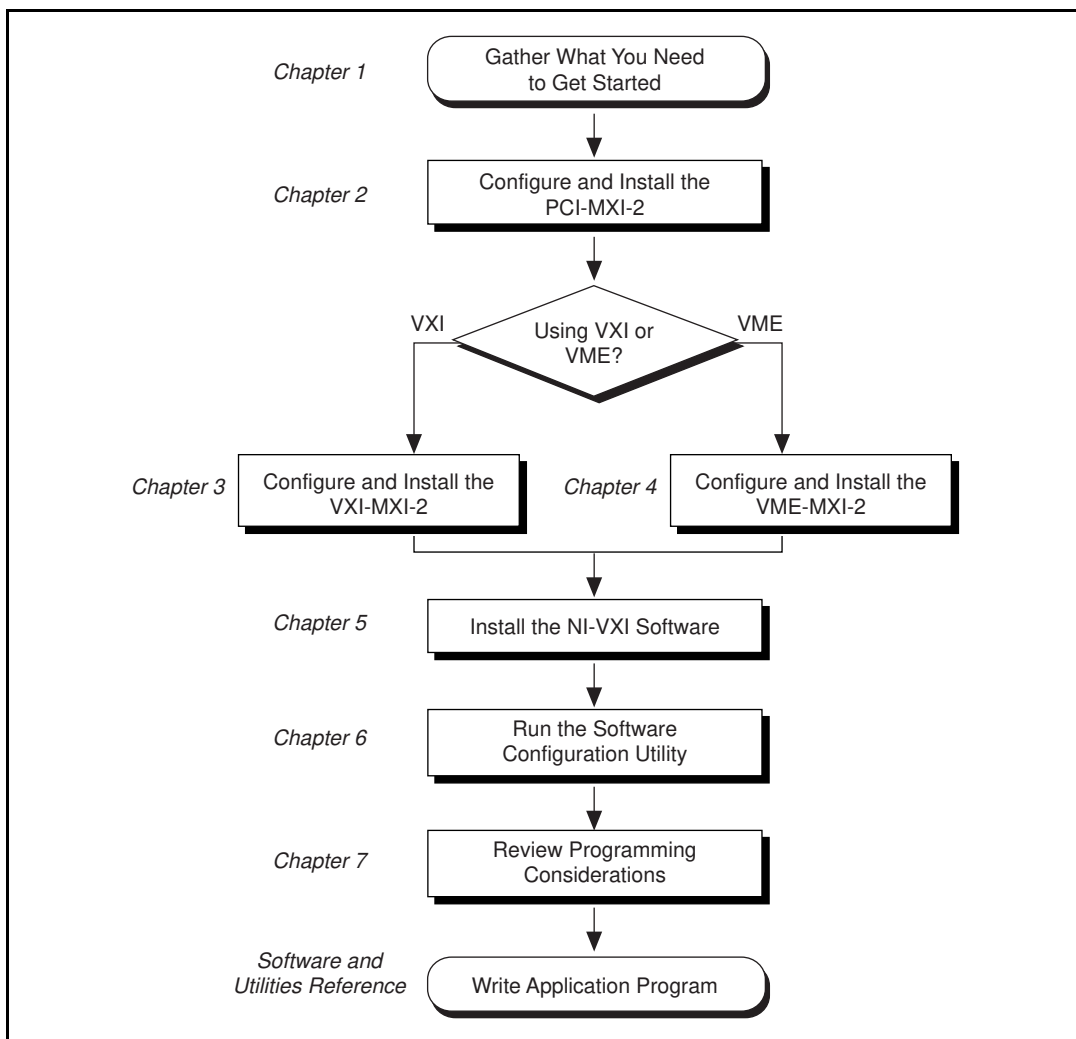 Chapter 1
Gather What You Need
to Get Started
Chapter 2
Configure and Install the
PCI-MXI-2
VXI
Using VXI or
VME?
VME
Chapter 3
Configure and Install the
VXI-MXI-2
Chapter 4
Configure and Install the
VME-MXI-2
Chapter 5
Install the NI-VXI Software
Chapter 6
Run the Software
Configuration Utility
Chapter 7
Review Programming
Considerations
Software and
Utilities Reference
Write Application Program